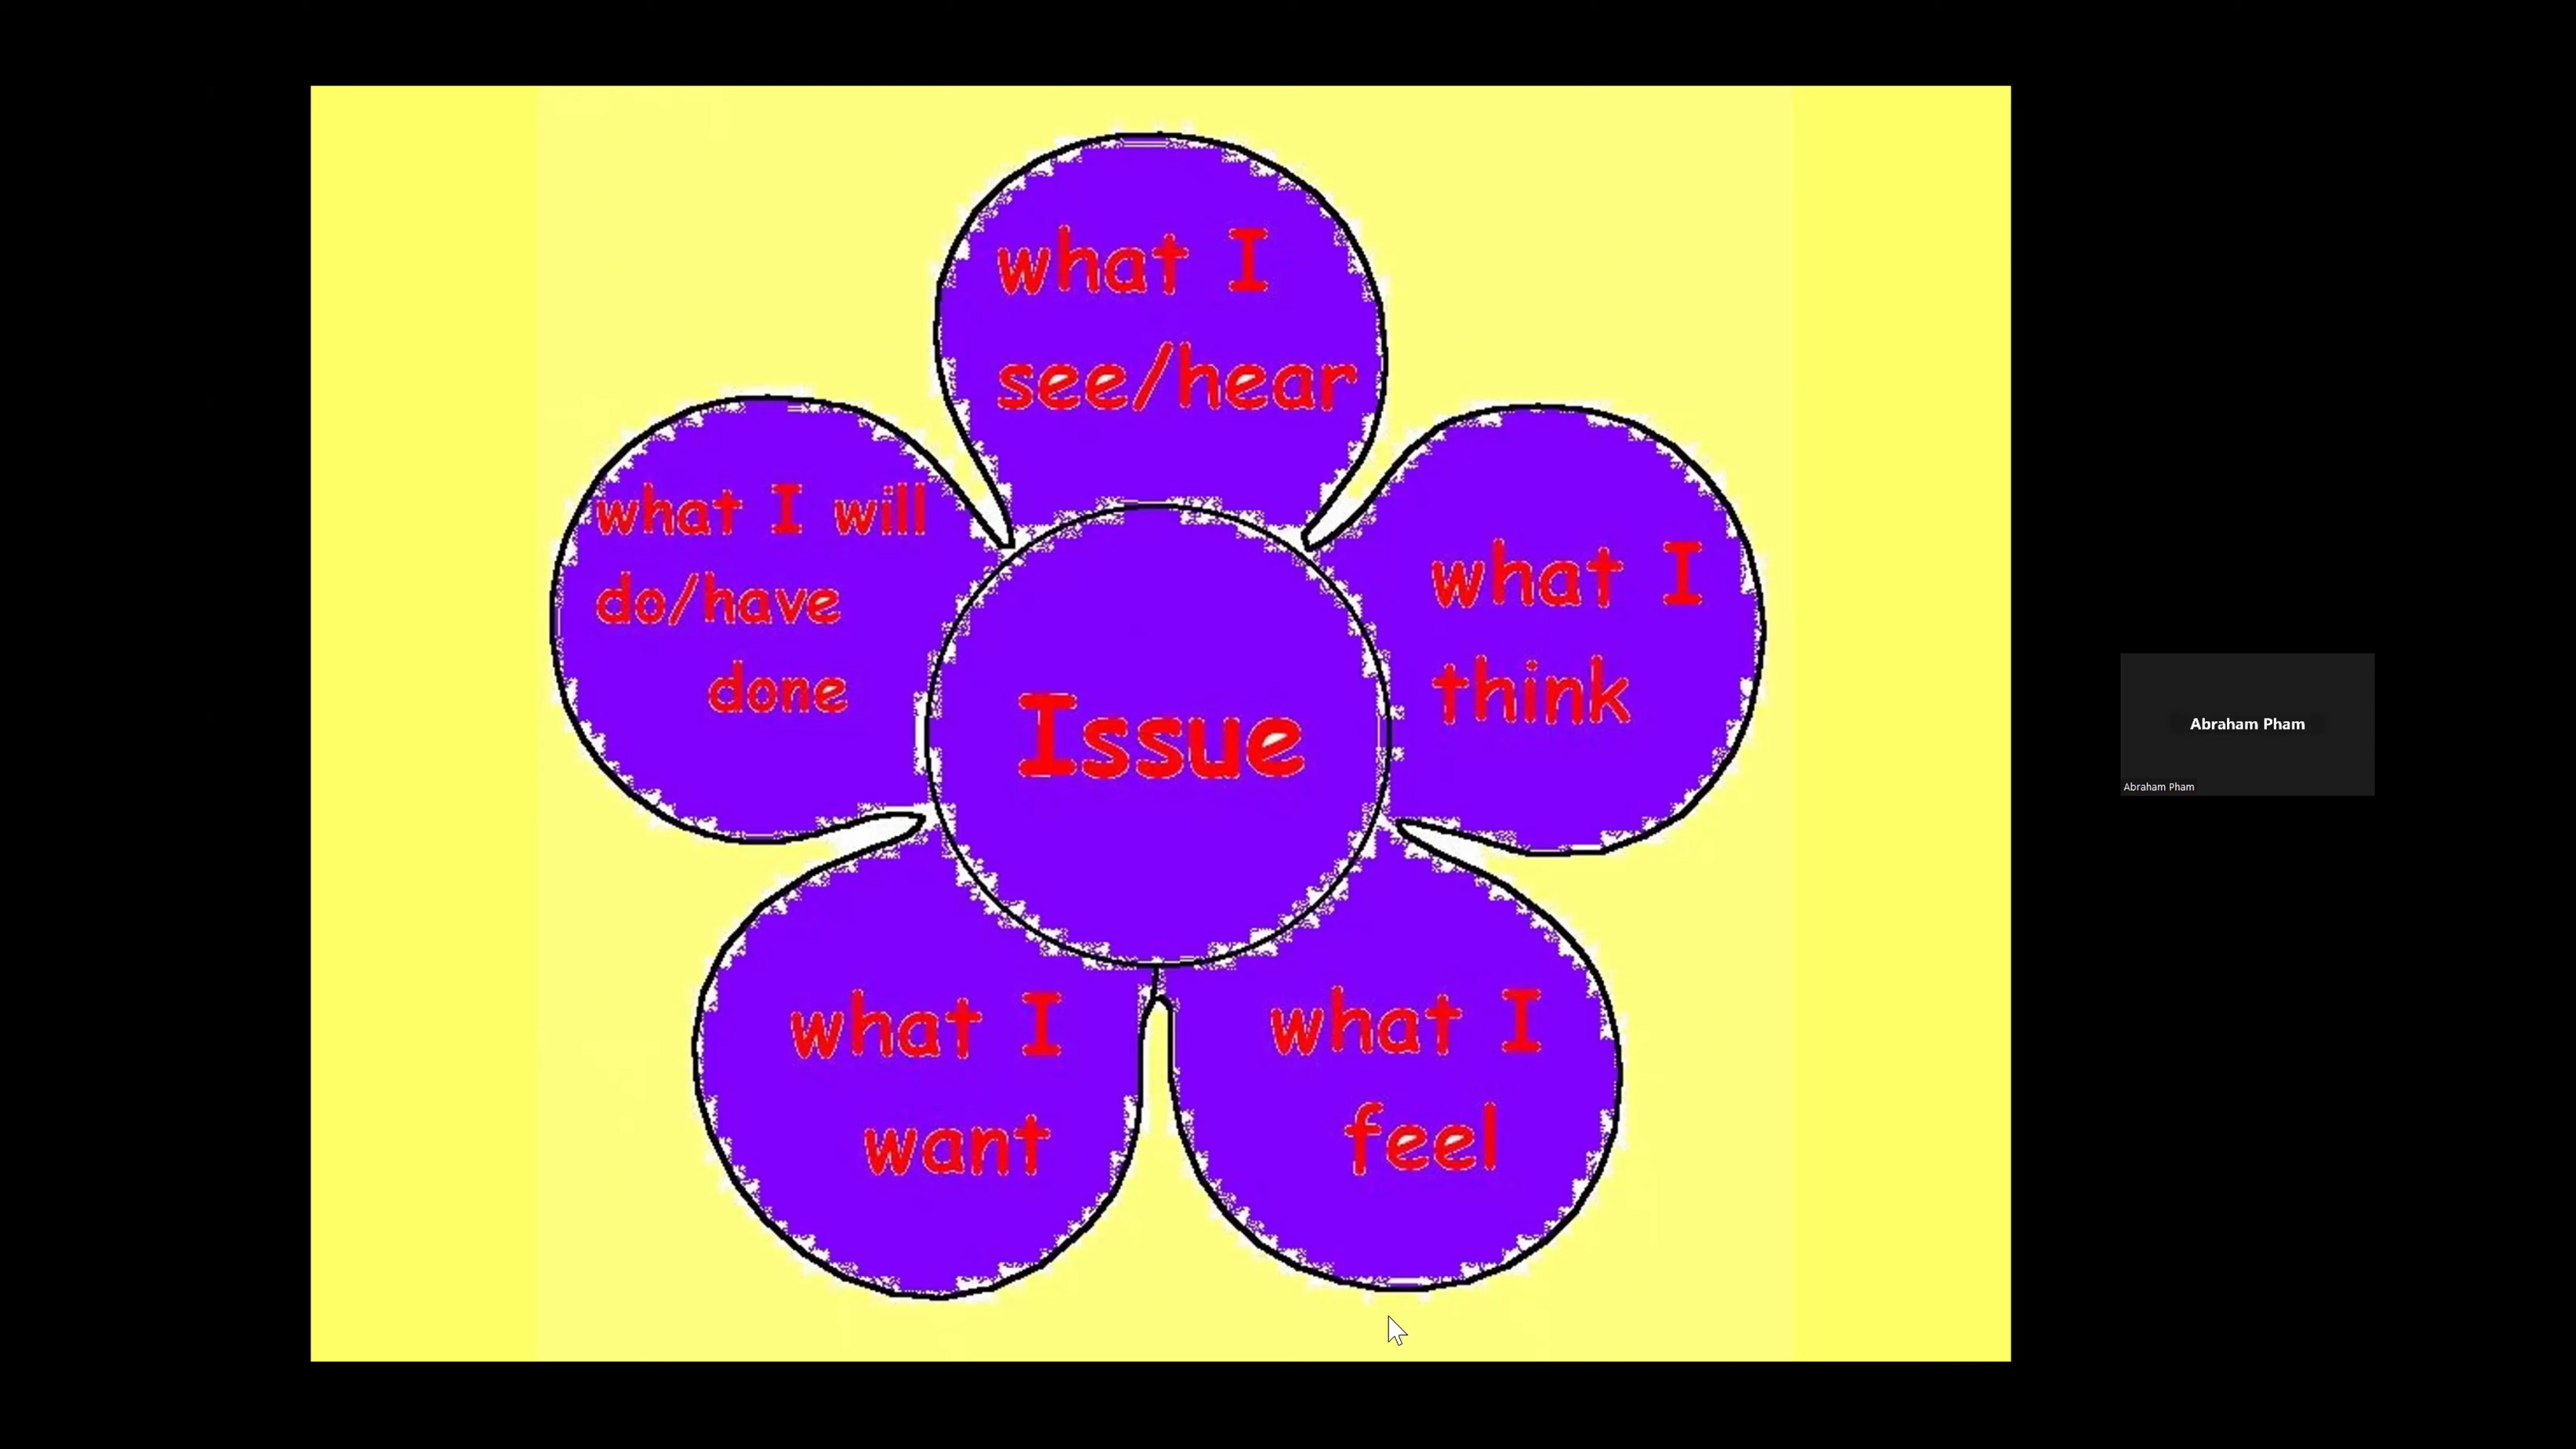 what I
see/hear
what I
think
what I
feel
what I
want
what I will
do/have
done
Issue
Abraham Pham
Abraham Pham